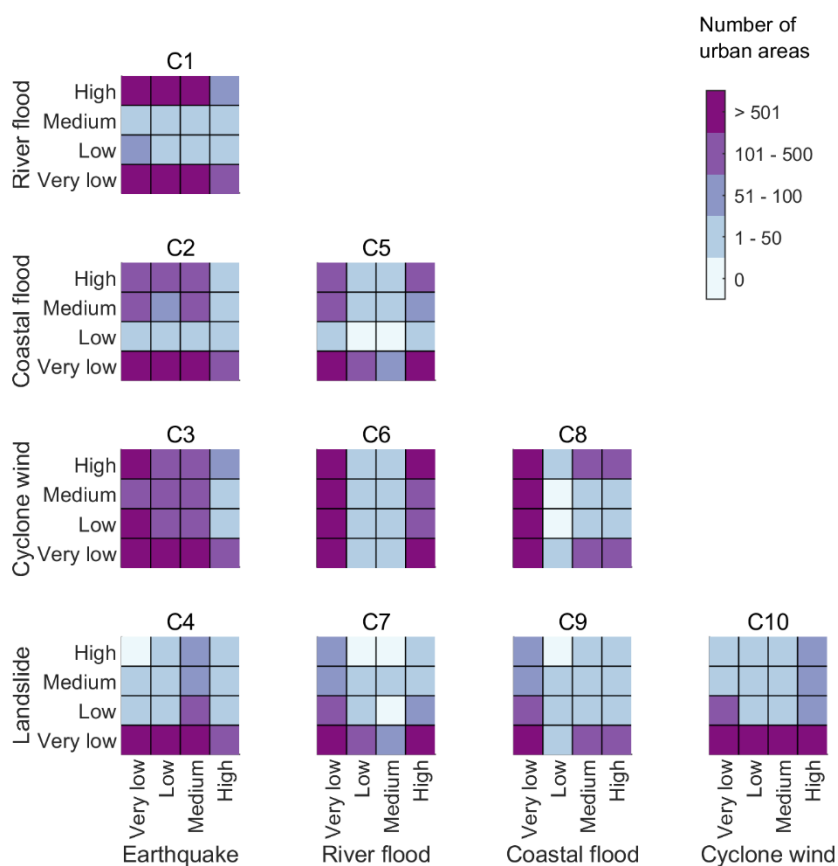 Number of
urban areas
> 501
101 - 500
51 - 100
1 - 50
0
C1
River flood
High
Medium
Low
Very low
C2
C5
Coastal flood
High
Medium
Low
Very low
C3
C6
C8
Cyclone wind
High
Medium
Low
Very low
C4
C7
C9
C10
Landslide
High
Medium
Low
Very low
Very low
Low
Medium
High
Very low
Low
Medium
High
Very low
Low
Medium
High
Very low
Low
Medium
High
Earthquake
River flood
Coastal flood
Cyclone wind